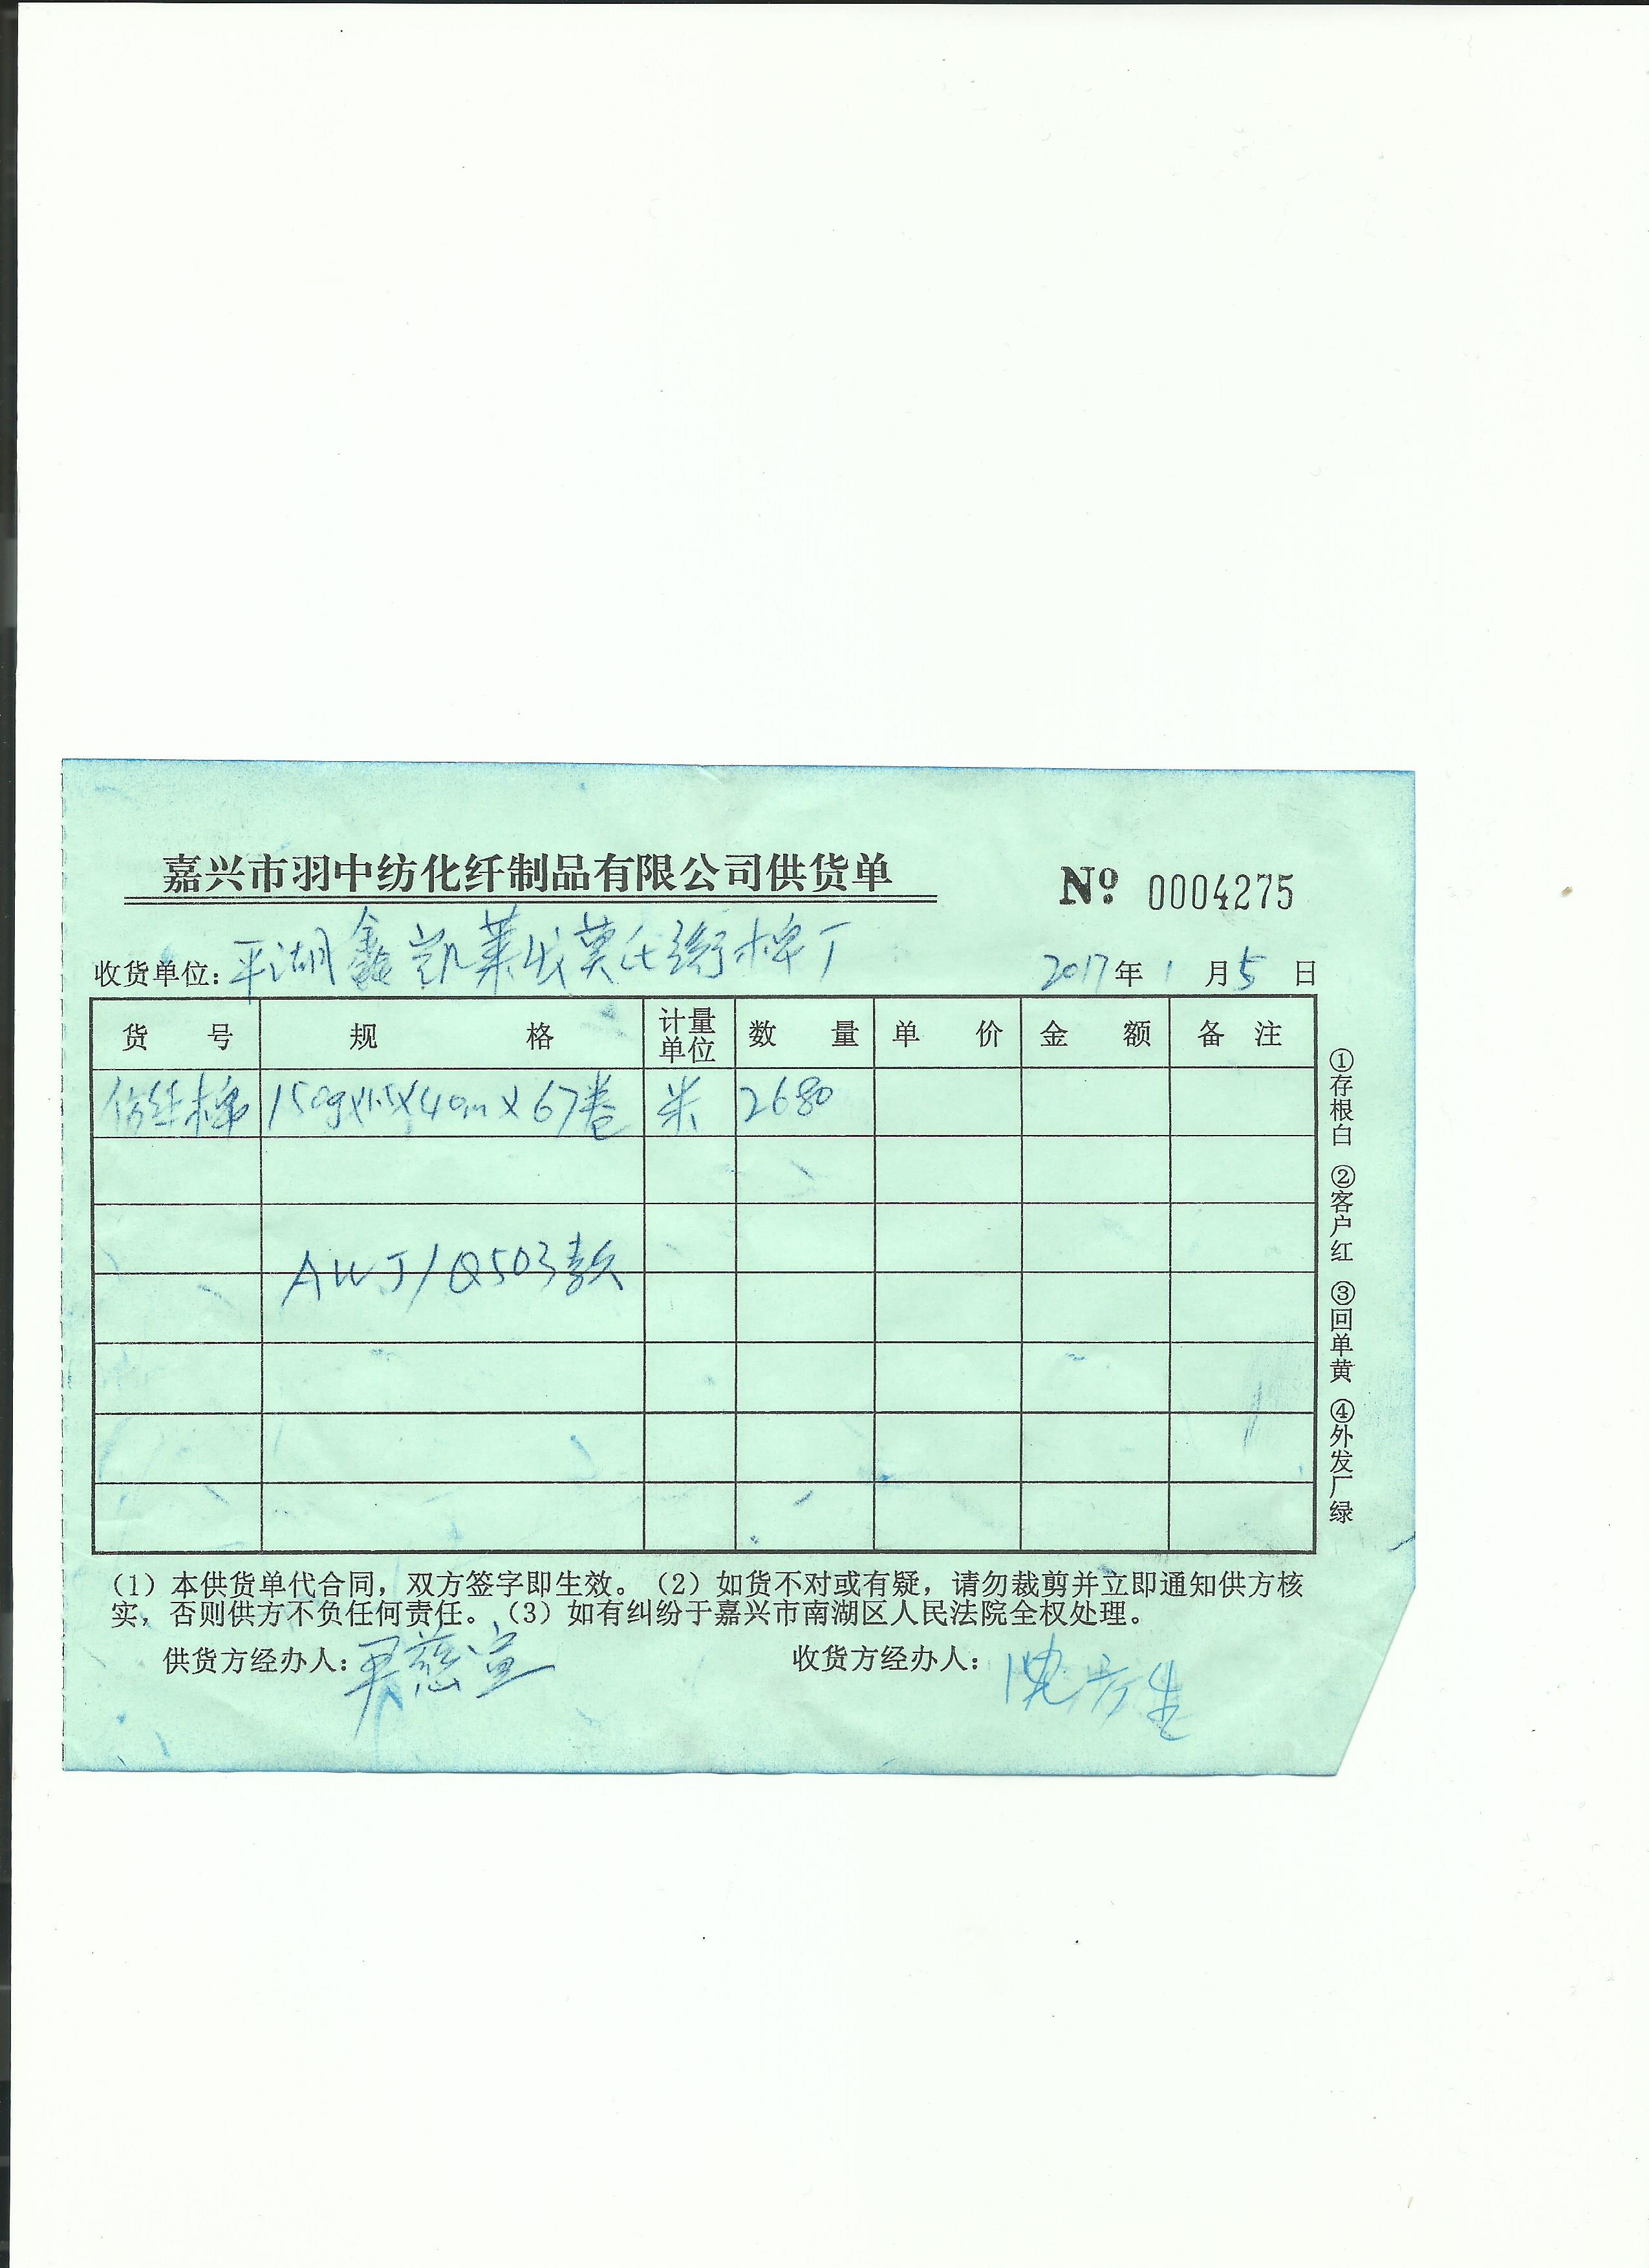 嘉兴市羽中纺化纤制品有限公司供货单
№ 0004275
收货单位：平湖鑫凯莱 莫氏 棉厂
2017年1月5日
货号 规格 计量单位 数量 单价 金额 备注
仿丝棉 150g×1.5×40m×67卷 米 2680
AWJ/Q503款
①存根白 ②客户红 ③回单黄 ④外发厂绿
（1）本供货单代合同，双方签字即生效。（2）如货不对或有疑，请勿裁剪并立即通知供方核
实，否则供方不负任何责任。（3）如有纠纷于嘉兴市南湖区人民法院全权处理。
供货方经办人： 慈宣
收货方经办人：沈 生